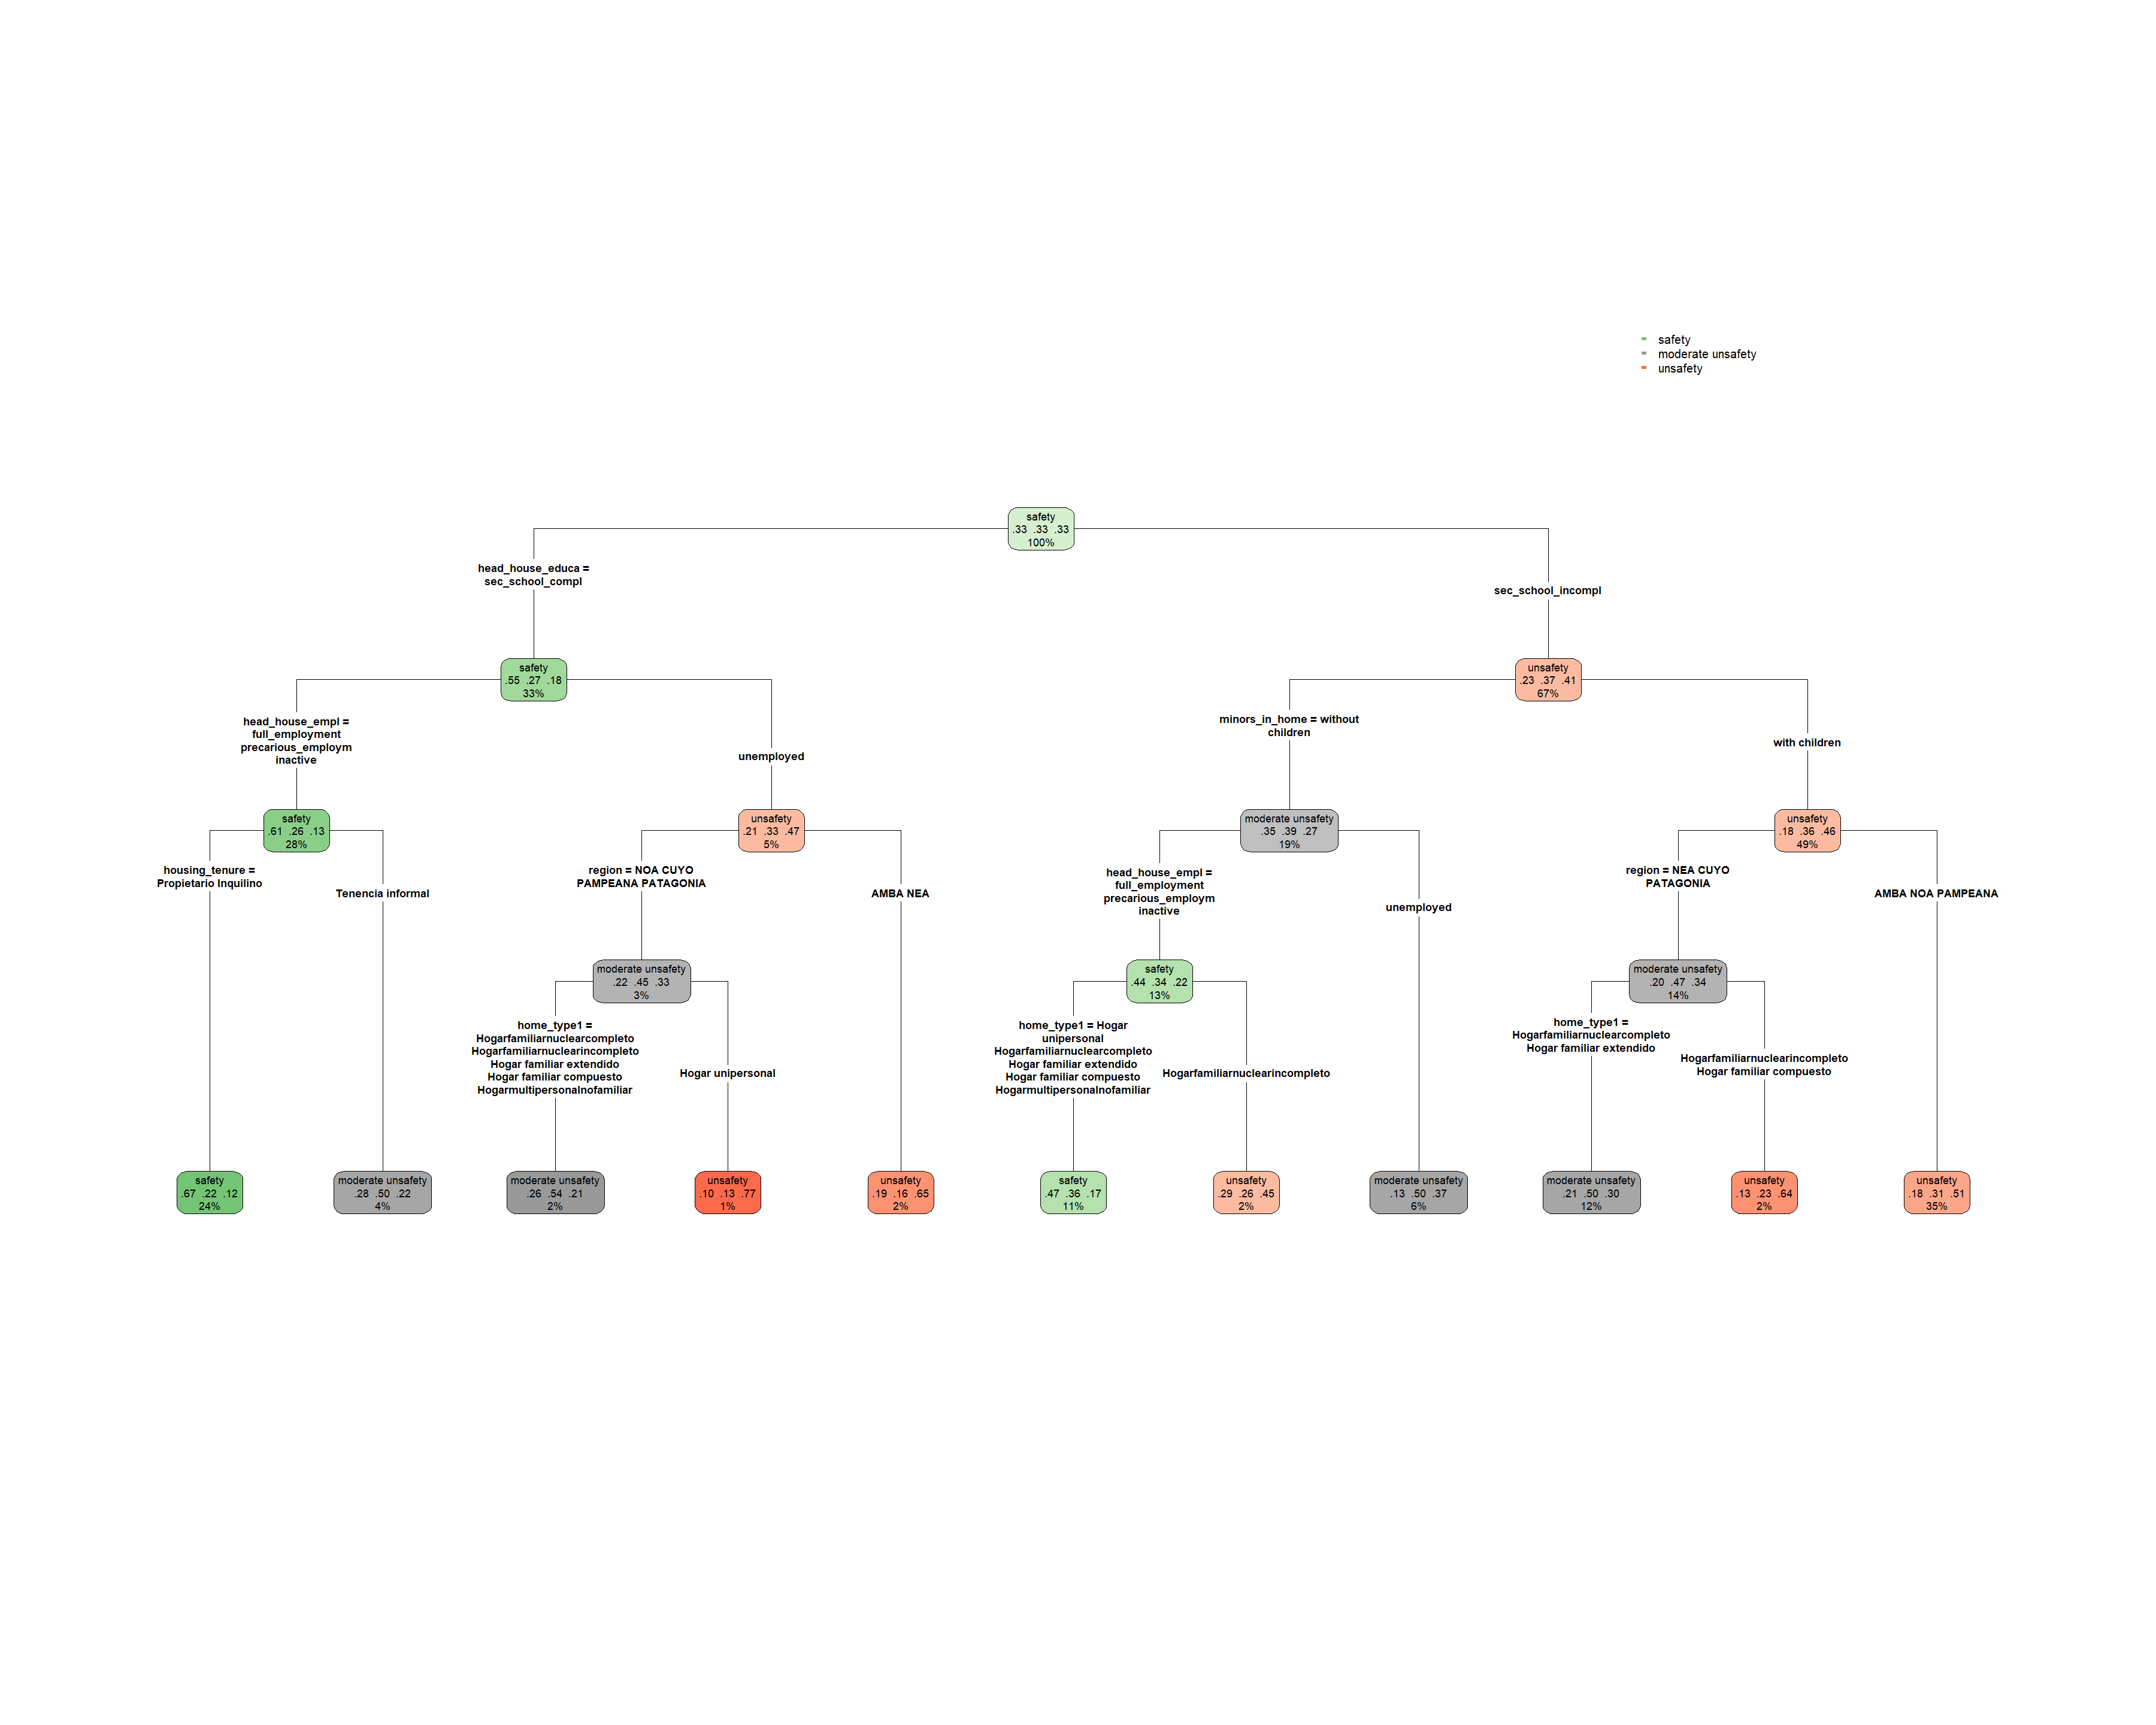 safety
moderate unsafety
unsafety
safety
.33 .33 .33
100%
head_house_educa =
sec_school_compl
sec_school_incompl
safety
.55 .27 .18
33%
unsafety
.23 .37 .41
67%
head_house_empl =
full_employment
precarious_employm
inactive
unemployed
minors_in_home = without
children
with children
safety
.61 .26 .13
28%
unsafety
.21 .33 .47
5%
moderate unsafety
.35 .39 .27
19%
unsafety
.18 .36 .46
49%
housing_tenure =
Propietario Inquilino
Tenencia informal
region = NOA CUYO
PAMPEANA PATAGONIA
AMBA NEA
head_house_empl =
full_employment
precarious_employm
inactive
unemployed
region = NEA CUYO
PATAGONIA
AMBA NOA PAMPEANA
moderate unsafety
.22 .45 .33
3%
safety
.44 .34 .22
13%
moderate unsafety
.20 .47 .34
14%
home_type1 =
Hogarfamiliarnuclearcompleto
Hogarfamiliarnuclearincompleto
Hogar familiar extendido
Hogar familiar compuesto
Hogarmultipersonalnofamiliar
Hogar unipersonal
home_type1 = Hogar
unipersonal
Hogarfamiliarnuclearcompleto
Hogar familiar extendido
Hogar familiar compuesto
Hogarmultipersonalnofamiliar
Hogarfamiliarnuclearincompleto
home_type1 =
Hogarfamiliarnuclearcompleto
Hogar familiar extendido
Hogarfamiliarnuclearincompleto
Hogar familiar compuesto
safety
.67 .22 .12
24%
moderate unsafety
.28 .50 .22
4%
moderate unsafety
.26 .54 .21
2%
unsafety
.10 .13 .77
1%
unsafety
.19 .16 .65
2%
safety
.47 .36 .17
11%
unsafety
.29 .26 .45
2%
moderate unsafety
.13 .50 .37
6%
moderate unsafety
.21 .50 .30
12%
unsafety
.13 .23 .64
2%
unsafety
.18 .31 .51
35%